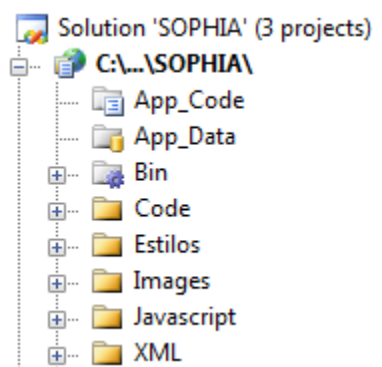 Solution 'SOPHIA' (3 projects)
C:\...\SOPHIA\
App_Code
App_Data
Bin
Code
Estilos
Images
Javascript
XML